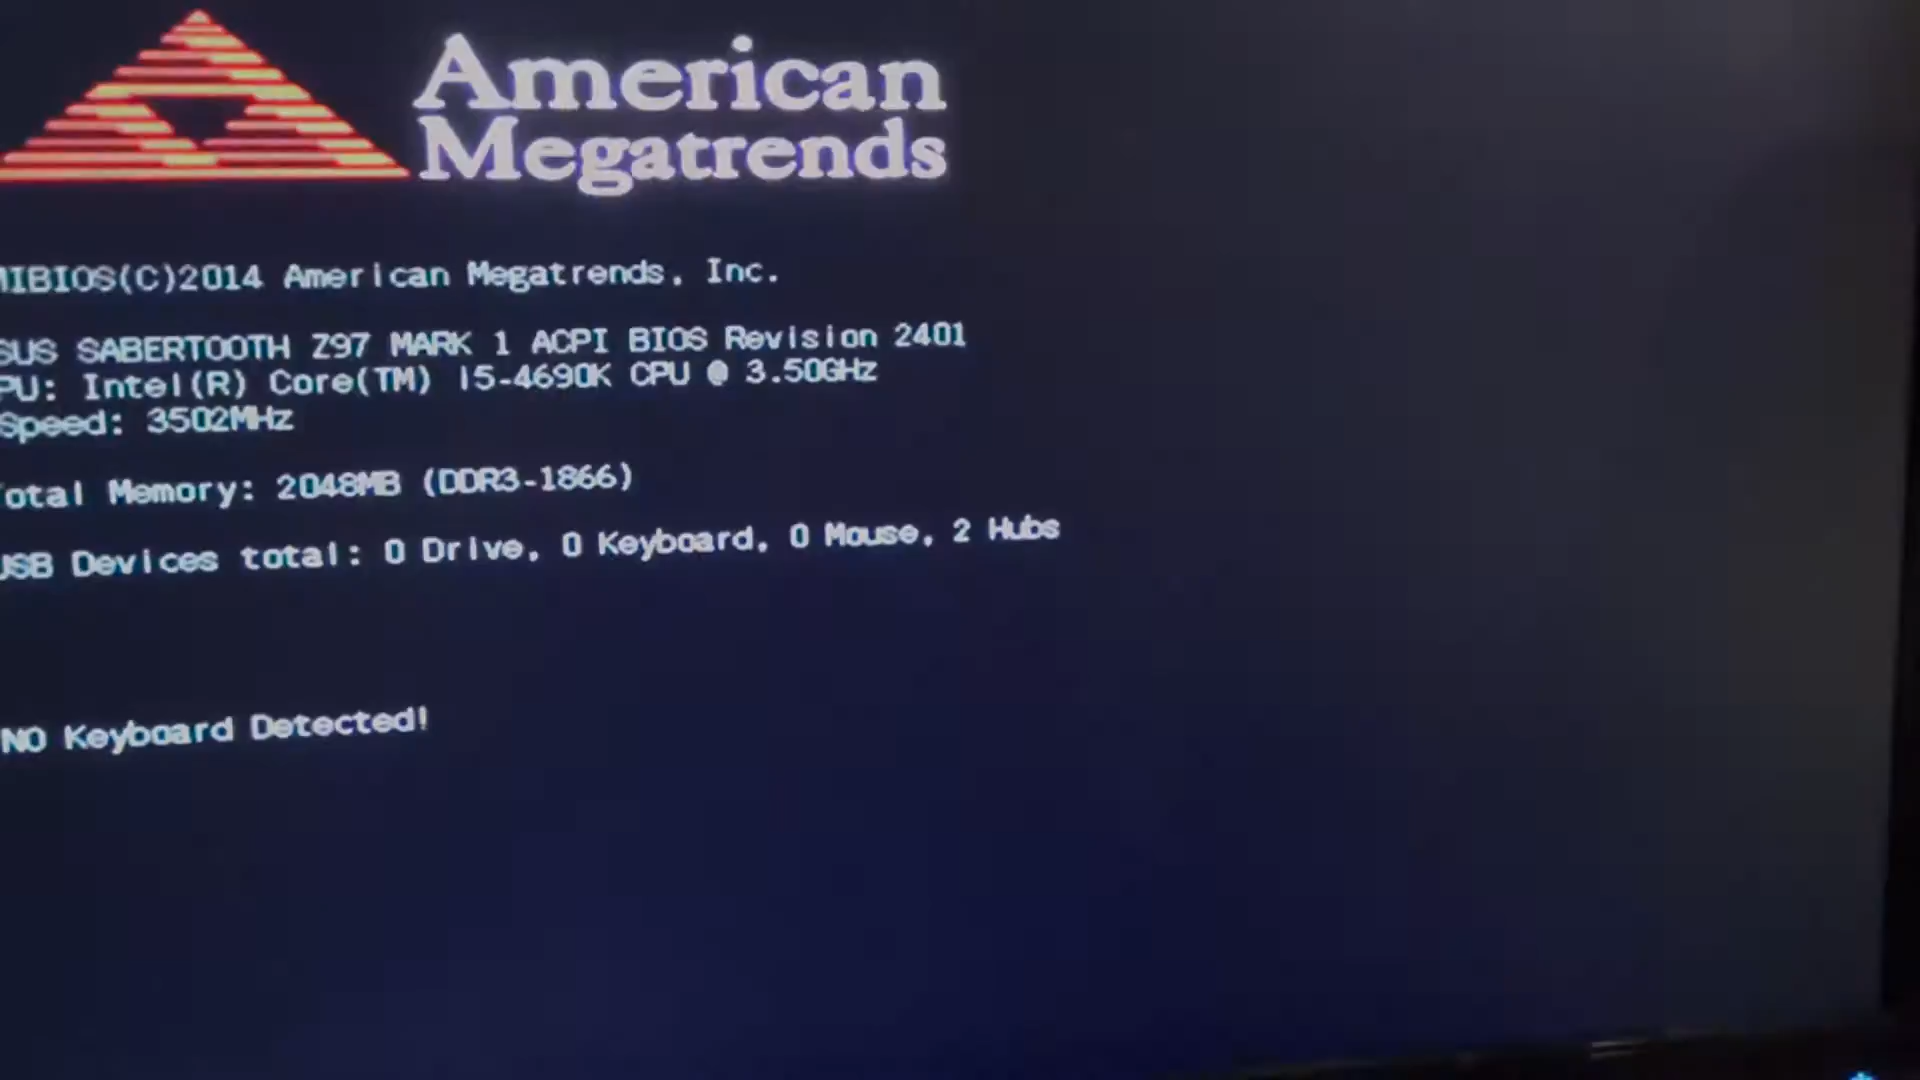 American
Megatrends
MIBIOS(C)2014 American Megatrends, Inc.
SUS SABERTOOTH Z97 MARK 1 ACPI BIOS Revision 2401
PU: Intel(R) Core(TM) i5-4690K CPU @ 3.50GHz
Speed: 3502MHz
otal Memory: 2048MB (DDR3-1866)
USB Devices total: 0 Drive, 0 Keyboard, 0 Mouse, 2 Hubs
NO Keyboard Detected!